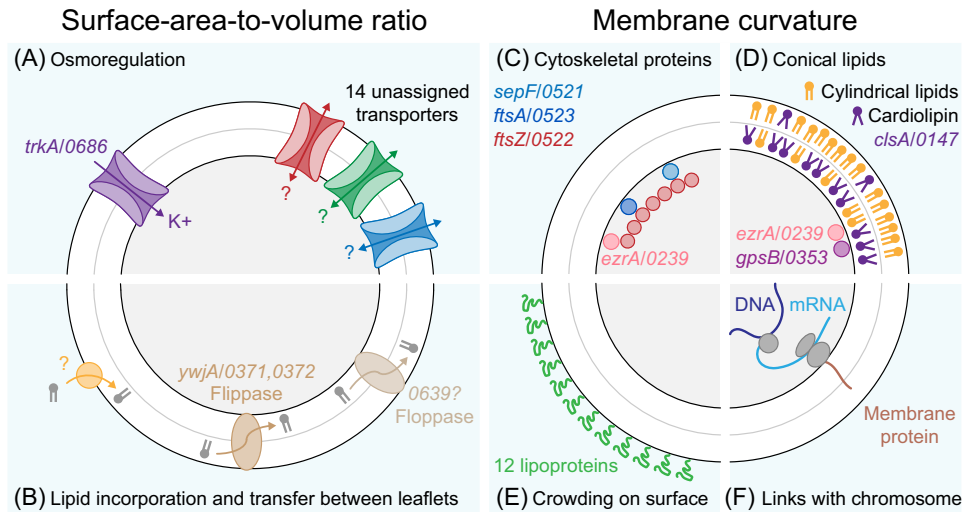 Surface-area-to-volume ratio
(A) Osmoregulation
14 unassigned
transporters
trkA/0686
K+
?
?
?
?
ywjA/0371,0372
Flippase
0639?
Floppase
(B) Lipid incorporation and transfer between leaflets
Membrane curvature
(C) Cytoskeletal proteins
sepF/0521
ftsA/0523
ftsZ/0522
ezrA/0239
(D) Conical lipids
Cylindrical lipids
Cardiolipin
clsA/0147
ezrA/0239
gpsB/0353
12 lipoproteins
(E) Crowding on surface
DNA
mRNA
Membrane
protein
(F) Links with chromosome